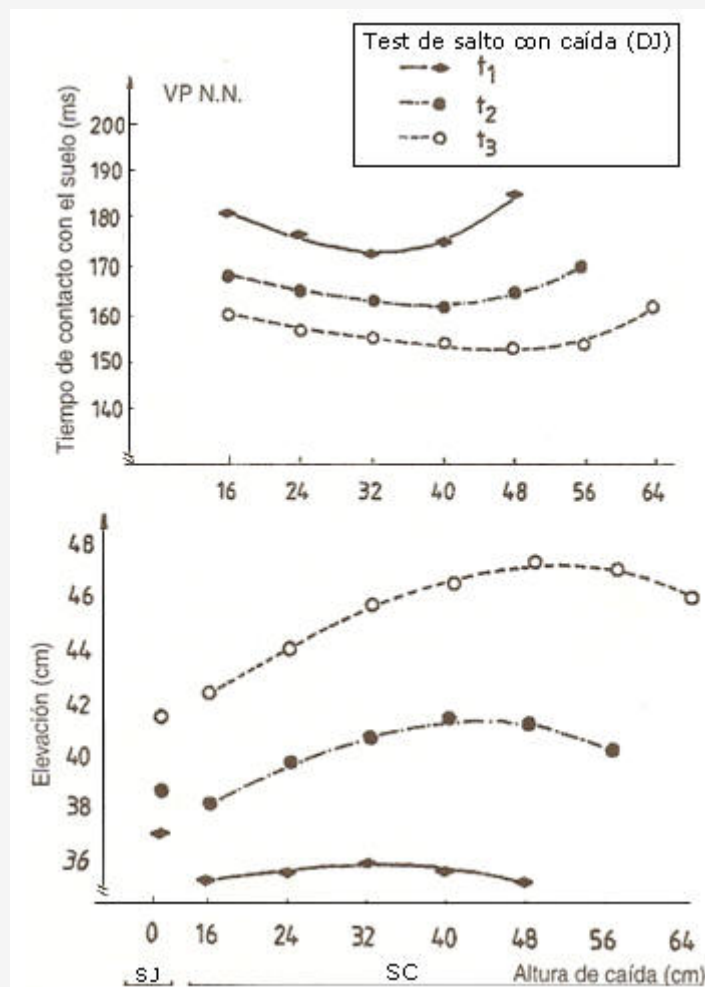 Test de salto con caída (DJ)
t1
t2
t3
VP N.N.
Tiempo de contacto con el suelo (ms)
200
190
180
170
160
150
140
16 24 32 40 48 56 64
Elevación (cm)
48
46
44
42
40
38
36
0 16 24 32 40 48 56 64
SJ SC Altura de caída (cm)